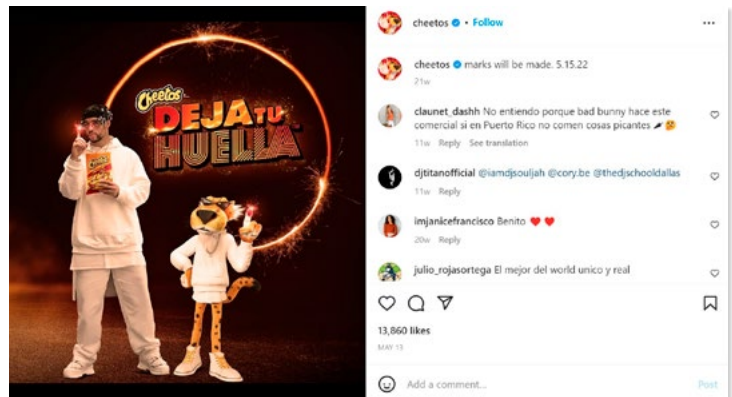 Cheetos
DEJA TU
HUELLA
cheetos • Follow
cheetos marks will be made. 5.15.22
21w
claunet_dashh No entiendo porque bad bunny hace este
comercial si en Puerto Rico no comen cosas picantes
11w Reply See translation
djtitanofficial @iamdjsouljah @cory.be @thedjschooldallas
11w Reply
imjanicefrancisco Benito
20w Reply
julio_rojasortega El mejor del world unico y real
13,860 likes
MAY 13
Add a comment...
Post